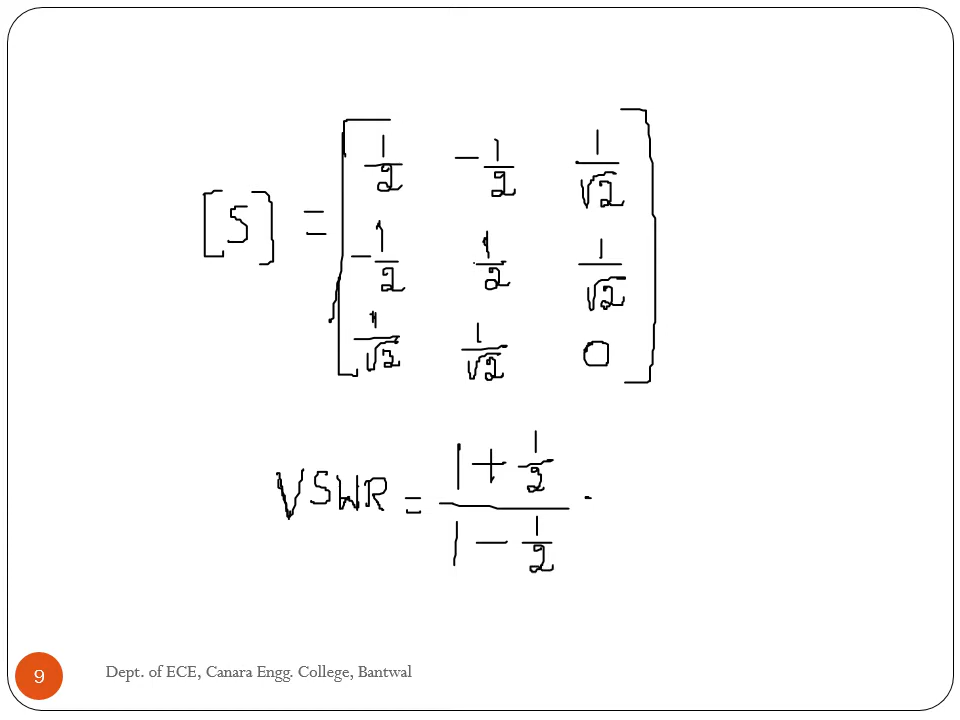 [S] = [ 1/2 -1/2 1/√2
-1/2 1/2 1/√2
1/√2 1/√2 0 ]
VSWR = (1 + 1/2) / (1 - 1/2)
9 Dept. of ECE, Canara Engg. College, Bantwal